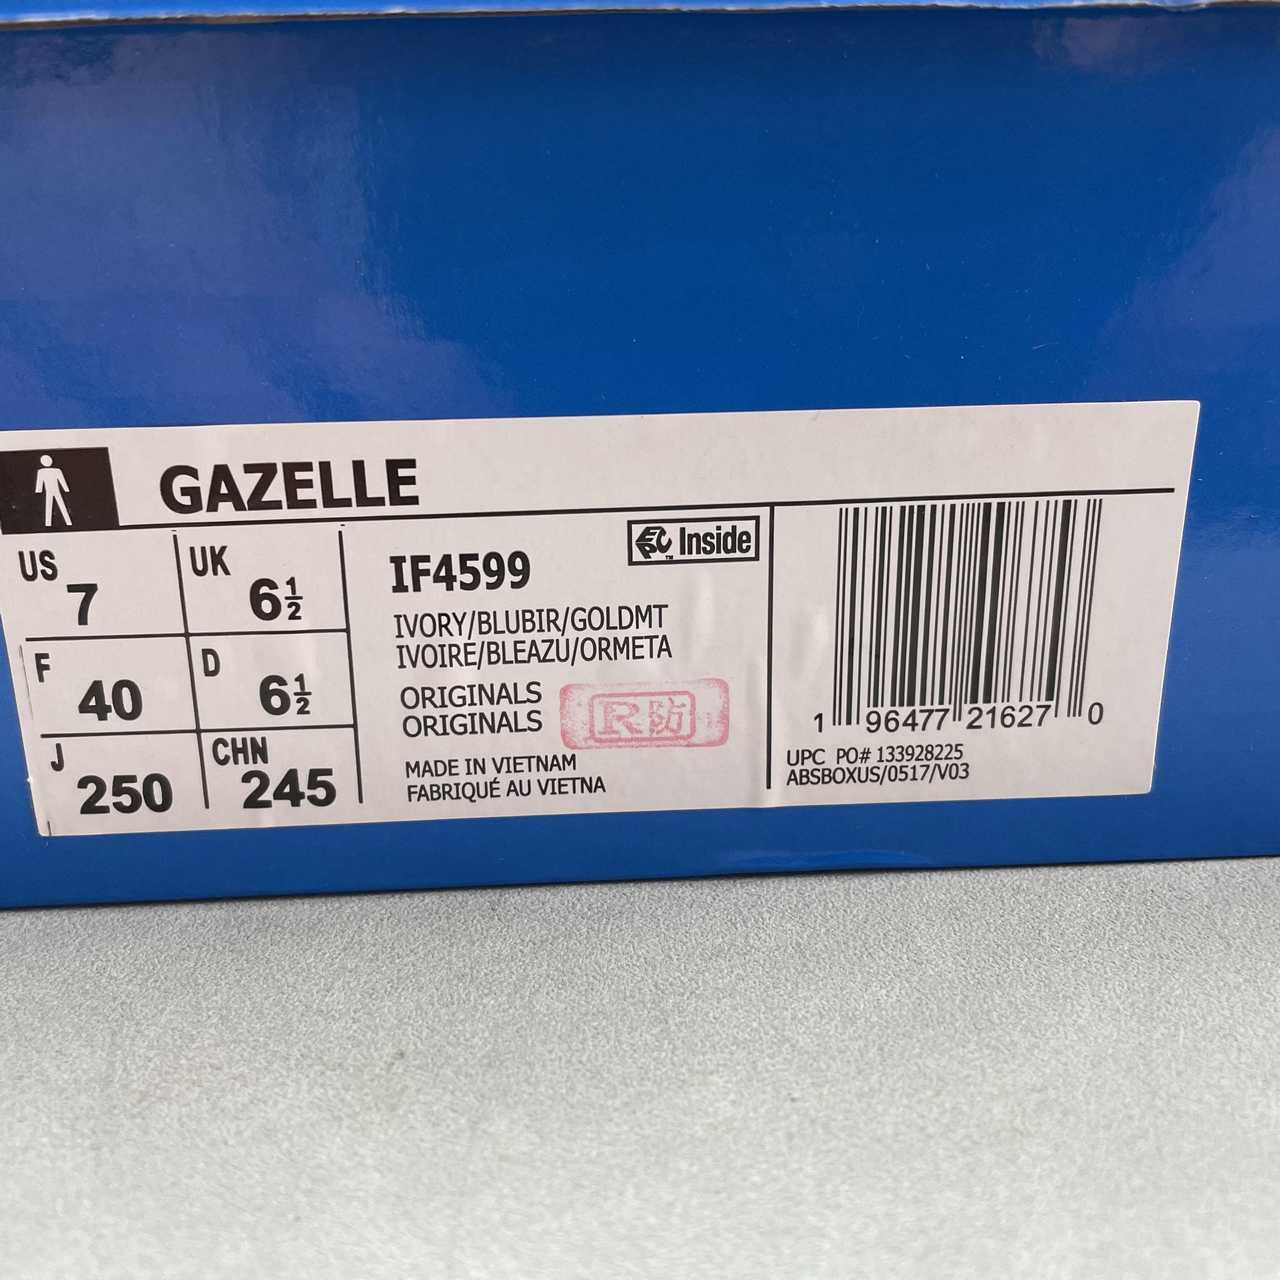 GAZELLE
US 7 UK 6½
F 40 D 6½
J 250 CHN 245
IF4599
EPC Inside™
IVORY/BLUBIR/GOLDMT
IVOIRE/BLEAZU/ORMETA
ORIGINALS
ORIGINALS
R防
MADE IN VIETNAM
FABRIQUÉ AU VIETNA
1 96477 21627 0
UPC PO# 133928225
ABSBOXUS/0517/V03